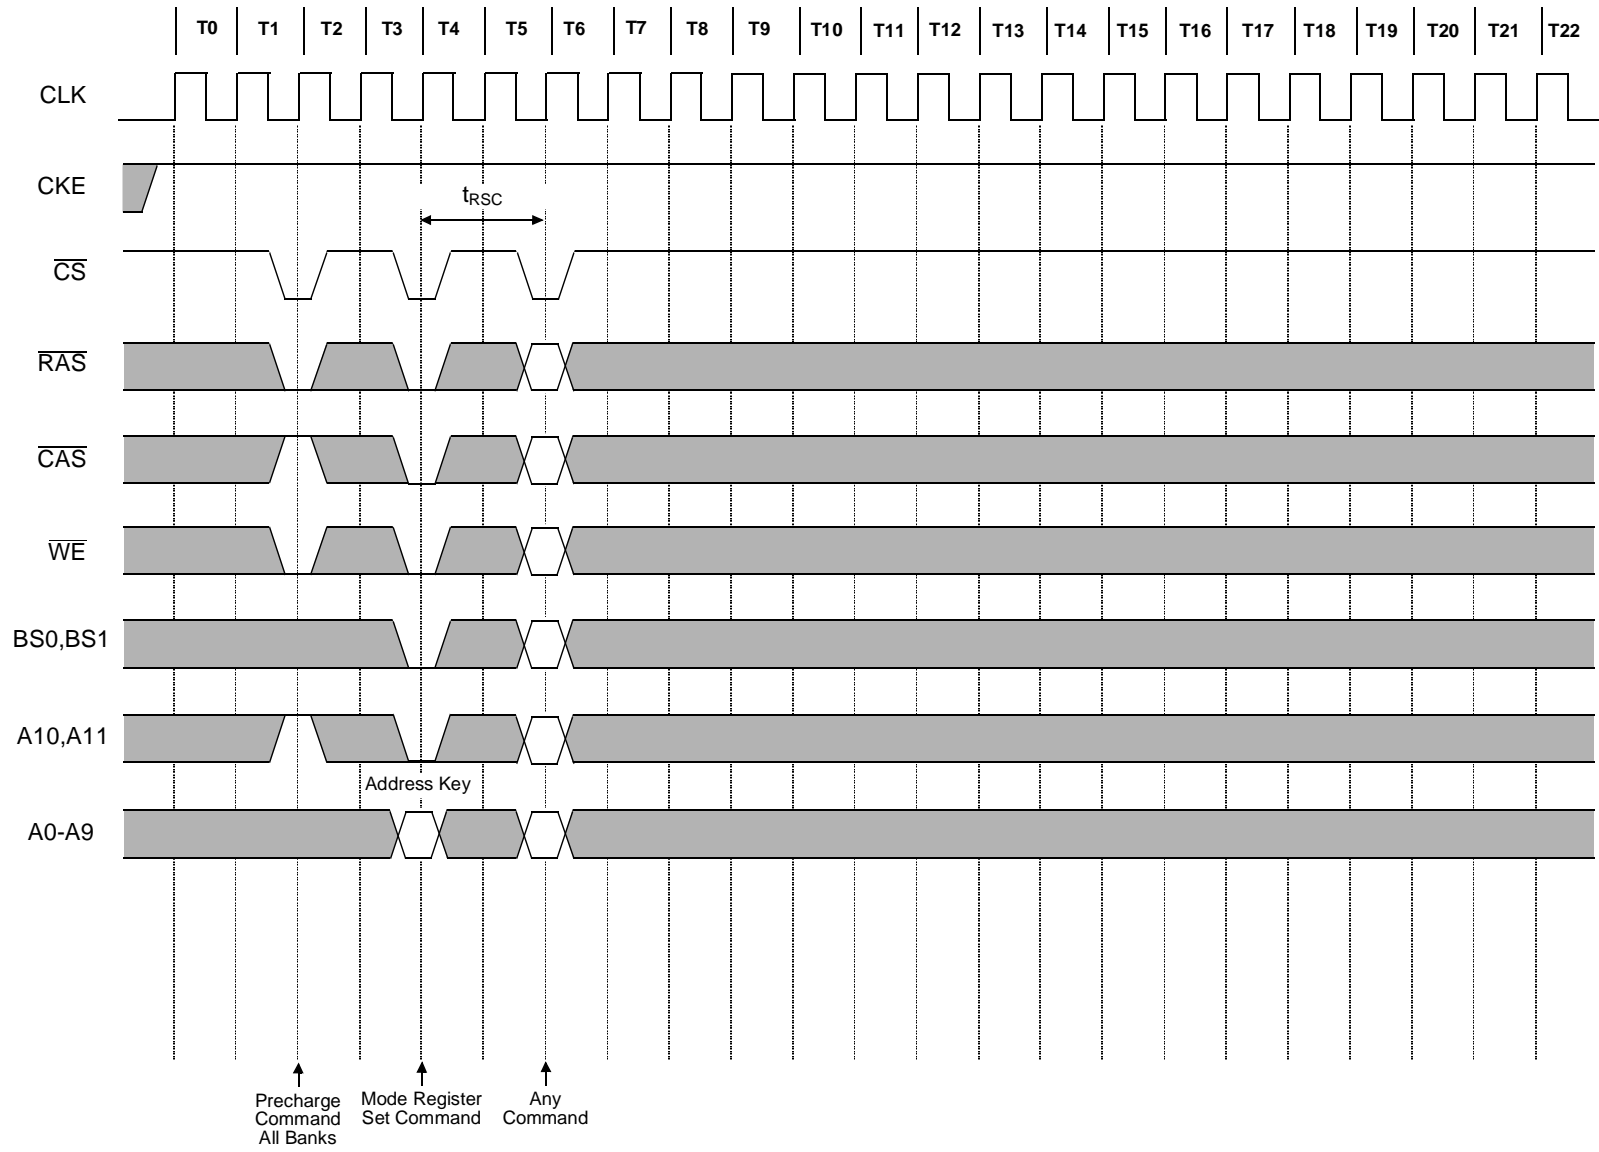 T0 T1 T2 T3 T4 T5 T6 T7 T8 T9 T10 T11 T12 T13 T14 T15 T16 T17 T18 T19 T20 T21 T22
CLK
CKE
tRSC
CS
RAS
CAS
WE
BS0,BS1
A10,A11
Address Key
A0-A9
Precharge
Command
All Banks
Mode Register
Set Command
Any
Command